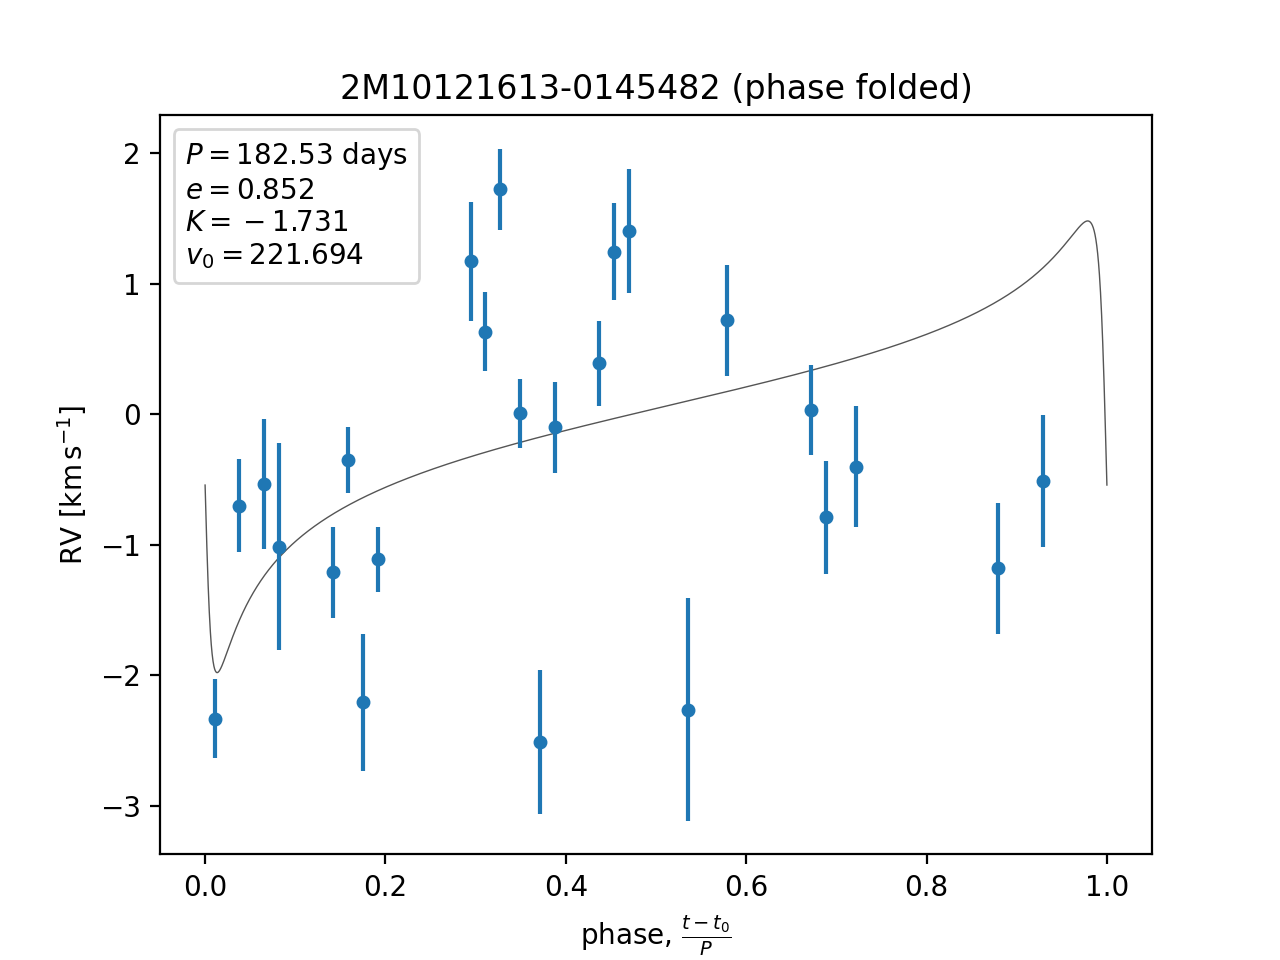 2M10121613-0145482 (phase folded)
P = 182.53 days
e = 0.852
K = −1.731
v₀ = 221.694
2
1
0
−1
−2
−3
RV [km s⁻¹]
0.0 0.2 0.4 0.6 0.8 1.0
phase, (t − t₀)/P